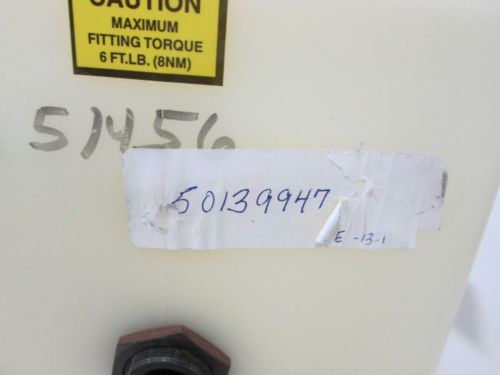 CAUTION
MAXIMUM
FITTING TORQUE
6 FT.LB. (8NM)
51456
50139947
E -13-1